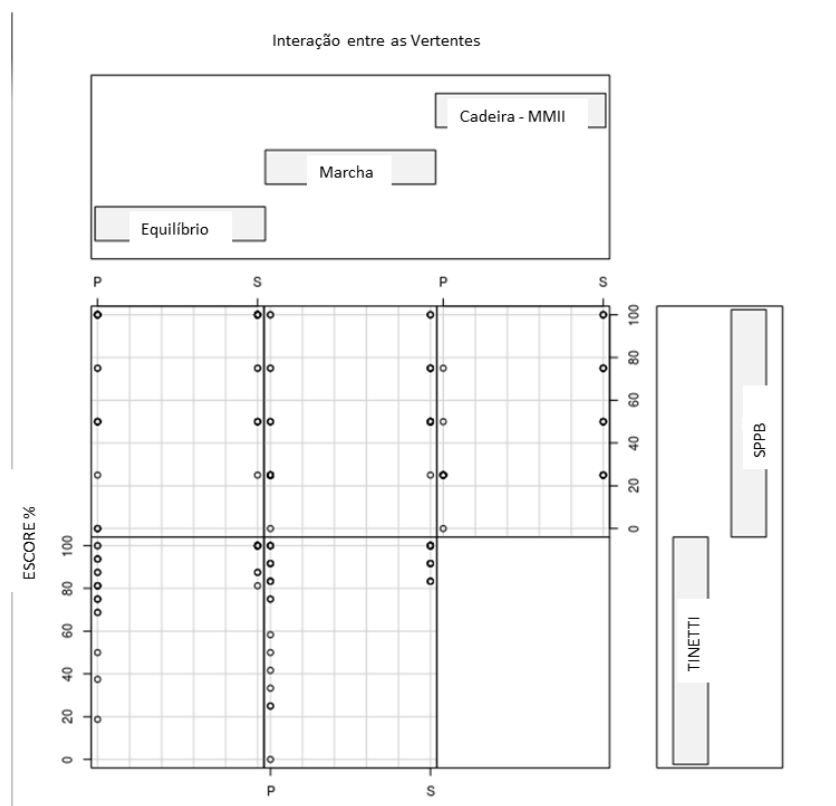 Interação entre as Vertentes
Cadeira - MMII
Marcha
Equilíbrio
P S P S
100
80
60
40
20
0
SPPB
ESCORE %
100
80
60
40
20
0
TINETTI
P S